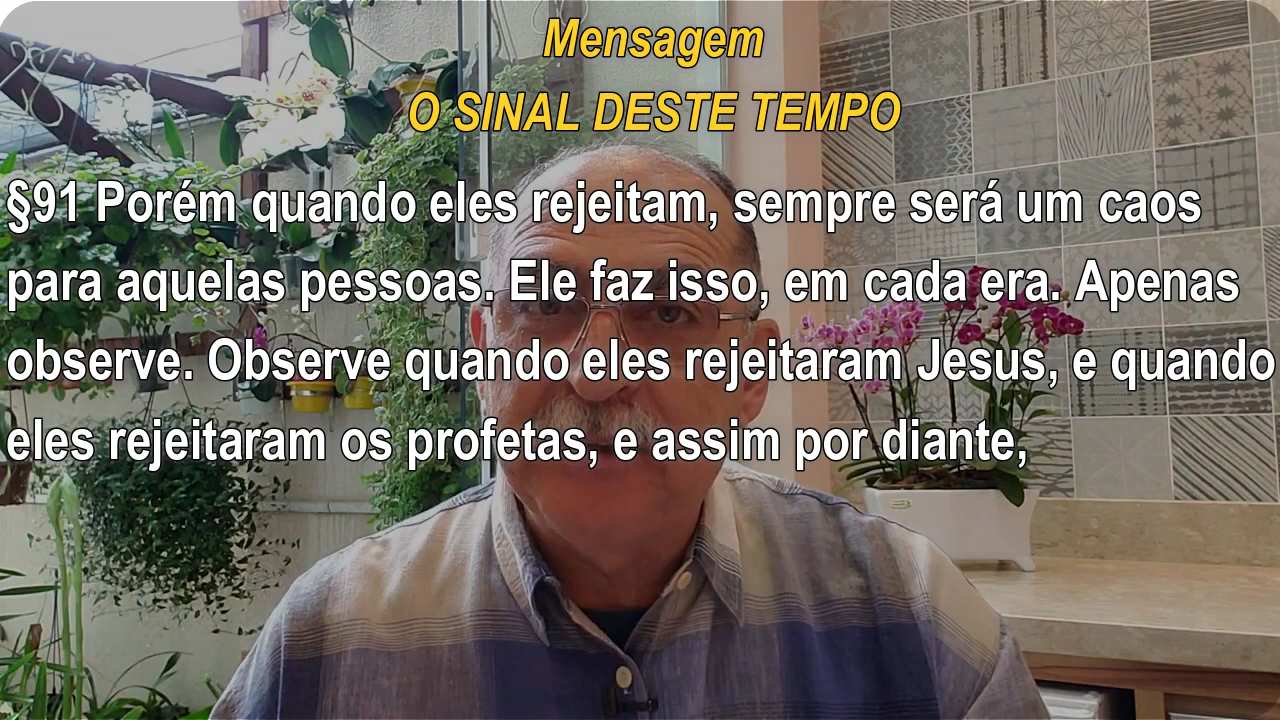 Mensagem
O SINAL DESTE TEMPO
§91 Porém quando eles rejeitam, sempre será um caos
para aquelas pessoas. Ele faz isso, em cada era. Apenas
observe. Observe quando eles rejeitaram Jesus, e quando
eles rejeitaram os profetas, e assim por diante,